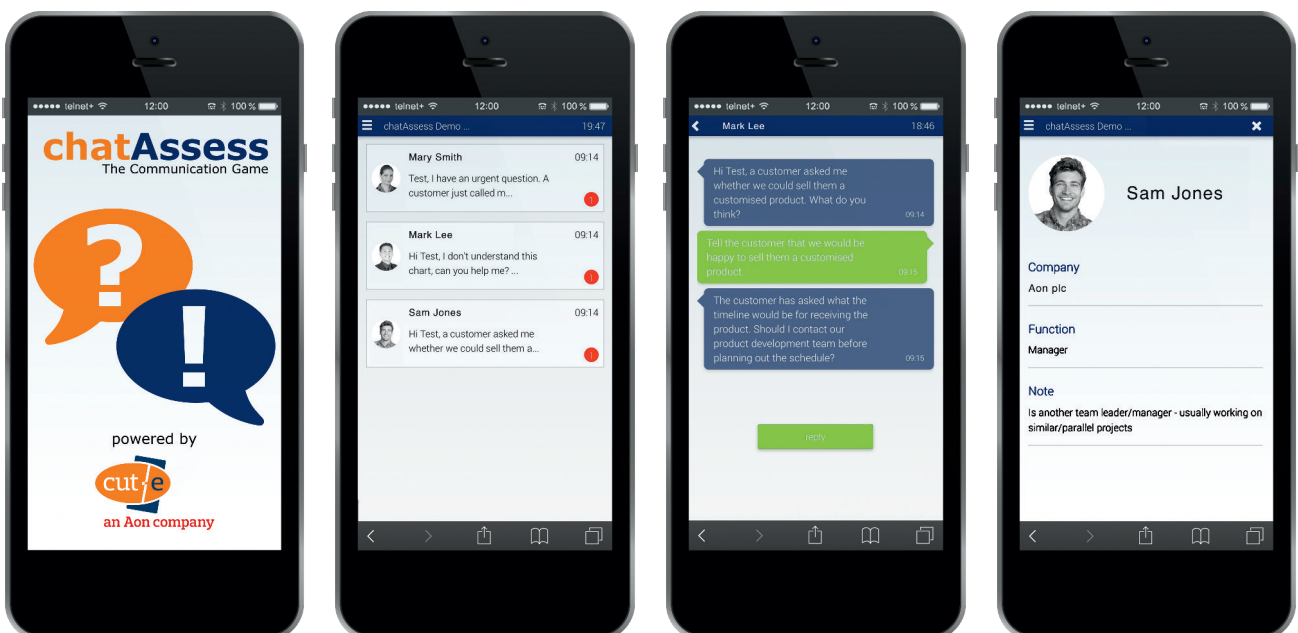 telnet+ 12:00 100 %
chatAssess
The Communication Game
?
!
powered by
cut-e
an Aon company
telnet+ 12:00 100 %
chatAssess Demo ... 19:47
Mary Smith 09:14
Test, I have an urgent question. A
customer just called m...
1
Mark Lee 09:14
Hi Test, I don't understand this
chart, can you help me? ...
1
Sam Jones 09:14
Hi Test, a customer asked me
whether we could sell them a...
1
telnet+ 12:00 100 %
Mark Lee 18:46
Hi Test, a customer asked me
whether we could sell them a
customised product. What do you
think? 09:14
Tell the customer that we would be
happy to sell them a customised
product 09:15
The customer has asked what the
timeline would be for receiving the
product. Should I contact our
product development team before
planning out the schedule? 09:15
reply
telnet+ 12:00 100 %
chatAssess Demo ...
Sam Jones
Company
Aon plc
Function
Manager
Note
Is another team leader/manager - usually working on
similar/parallel projects